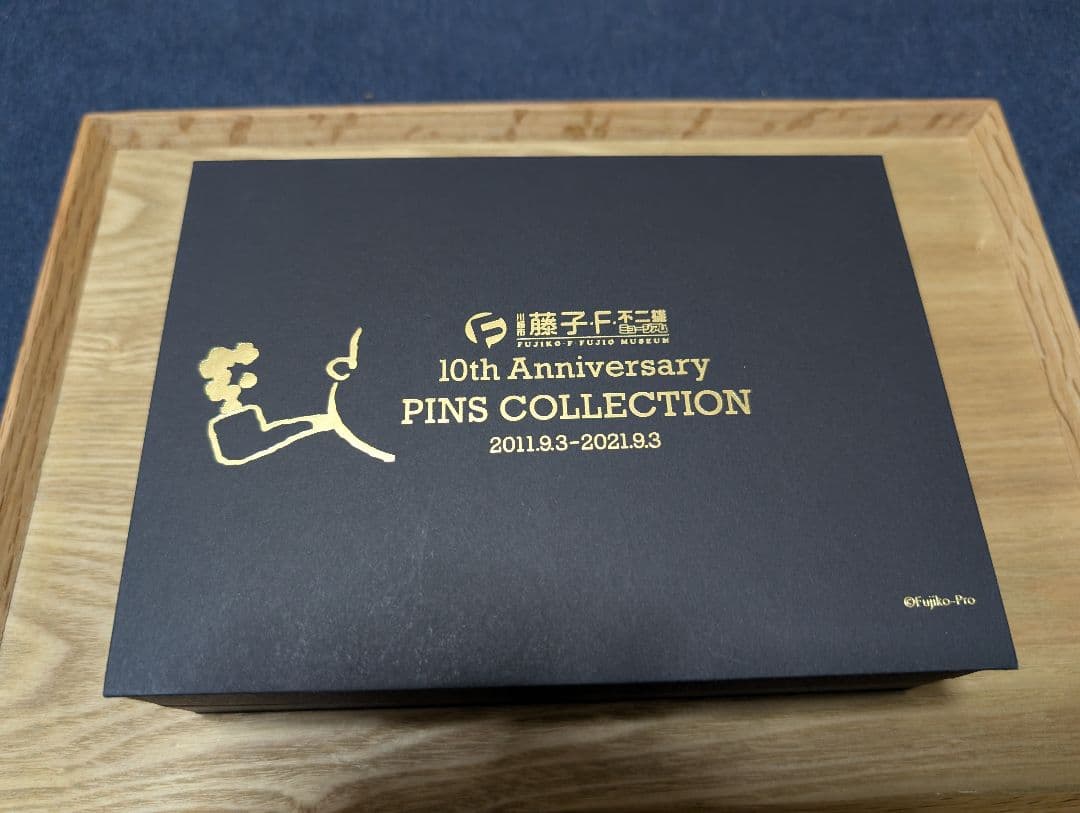 川崎市 藤子・F・不二雄
ミュージアム
FUJIKO・F・FUJIO MUSEUM
10th Anniversary
PINS COLLECTION
2011.9.3-2021.9.3
©Fujiko-Pro